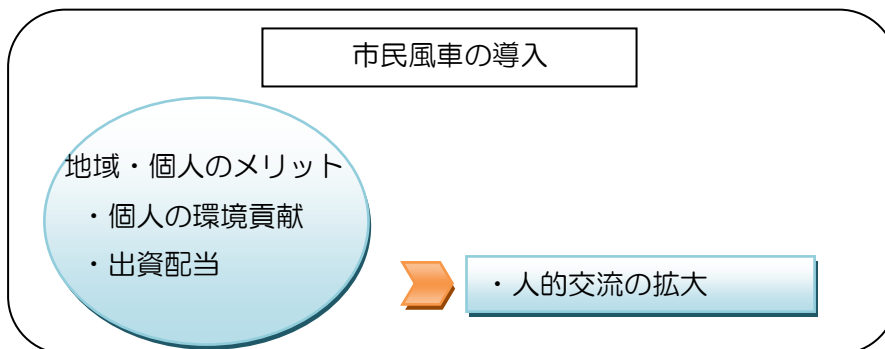 市民風車の導入
地域・個人のメリット
・個人の環境貢献
・出資配当
・人的交流の拡大